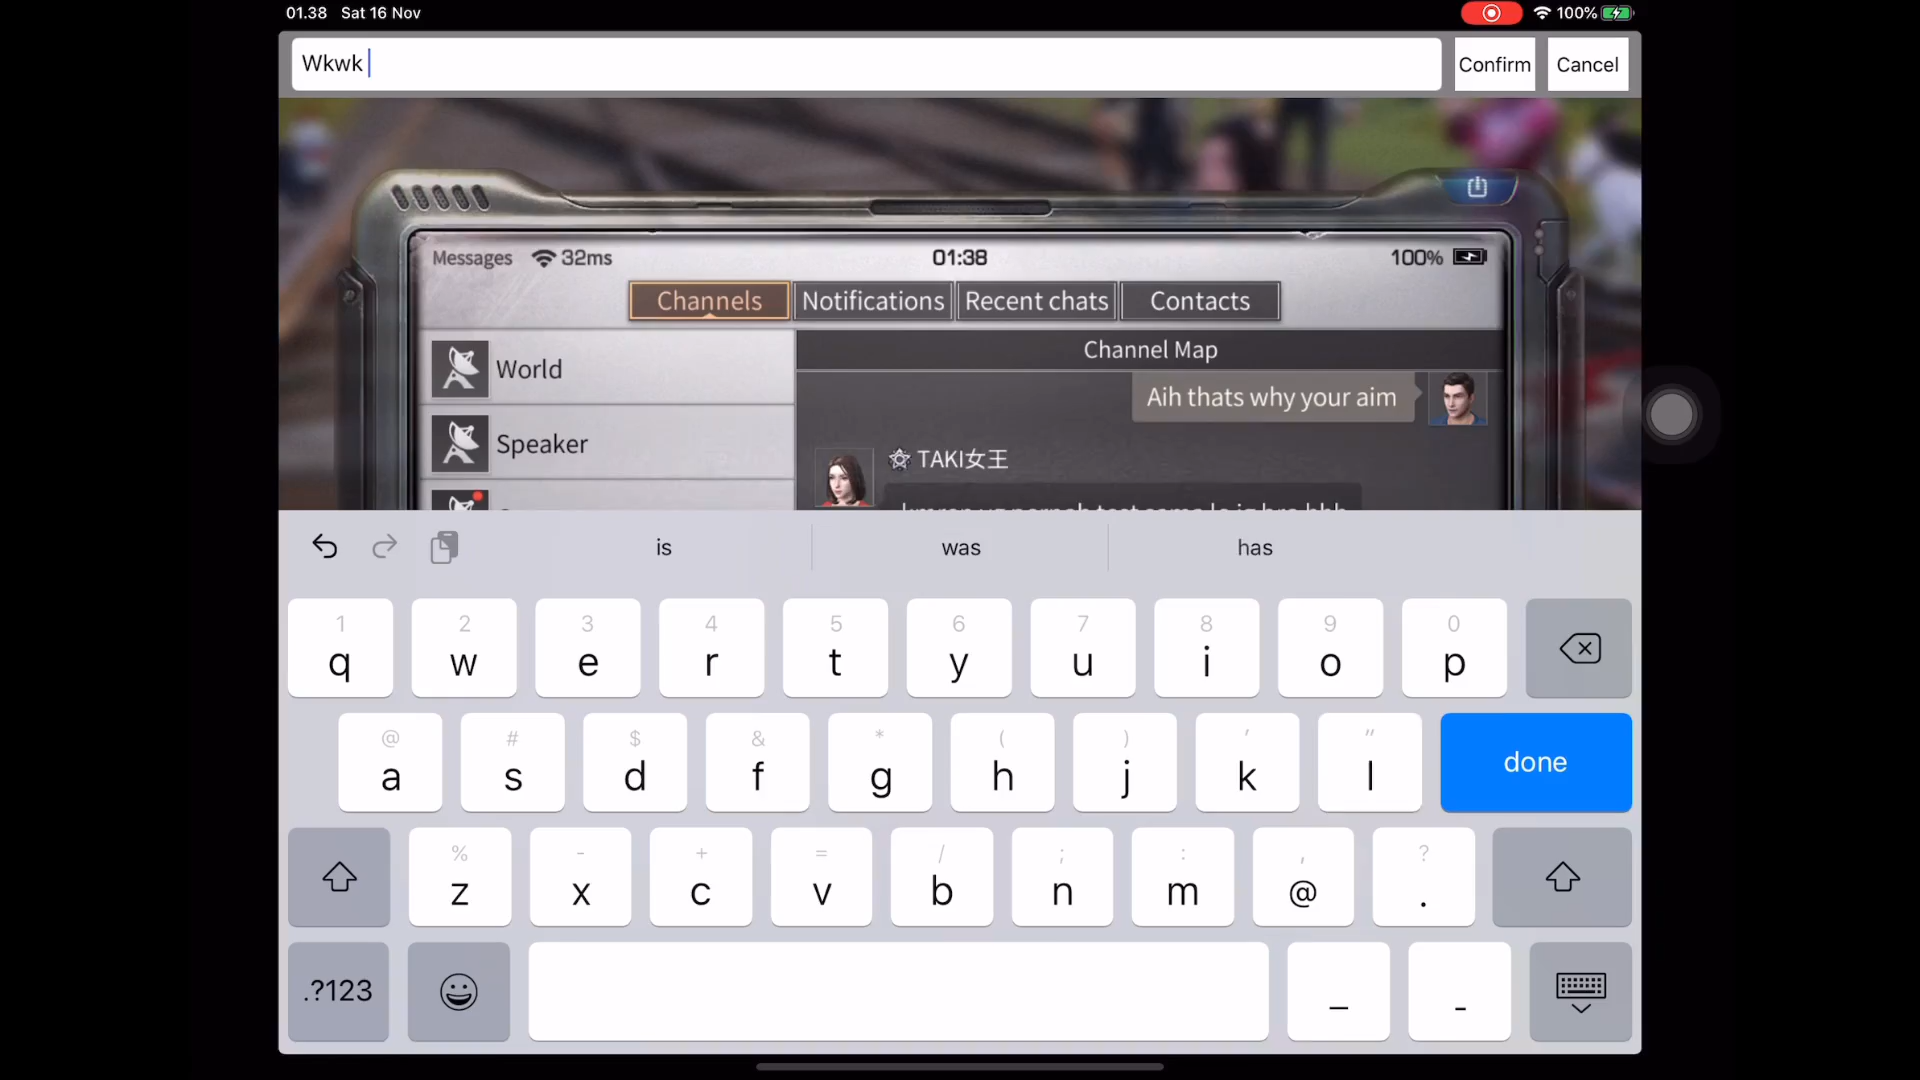 01.38 Sat 16 Nov 100%
Wkwk Confirm Cancel
Messages 32ms 01:38 100%
Channels Notifications Recent chats Contacts
World
Speaker
Channel Map
Aih thats why your aim
TAKI女王
is was has
1 2 3 4 5 6 7 8 9 0
q w e r t y u i o p
@ # $ & * ( ) ' "
a s d f g h j k l done
% - + = / ; : , ?
z x c v b n m @ .
.?123 _ -